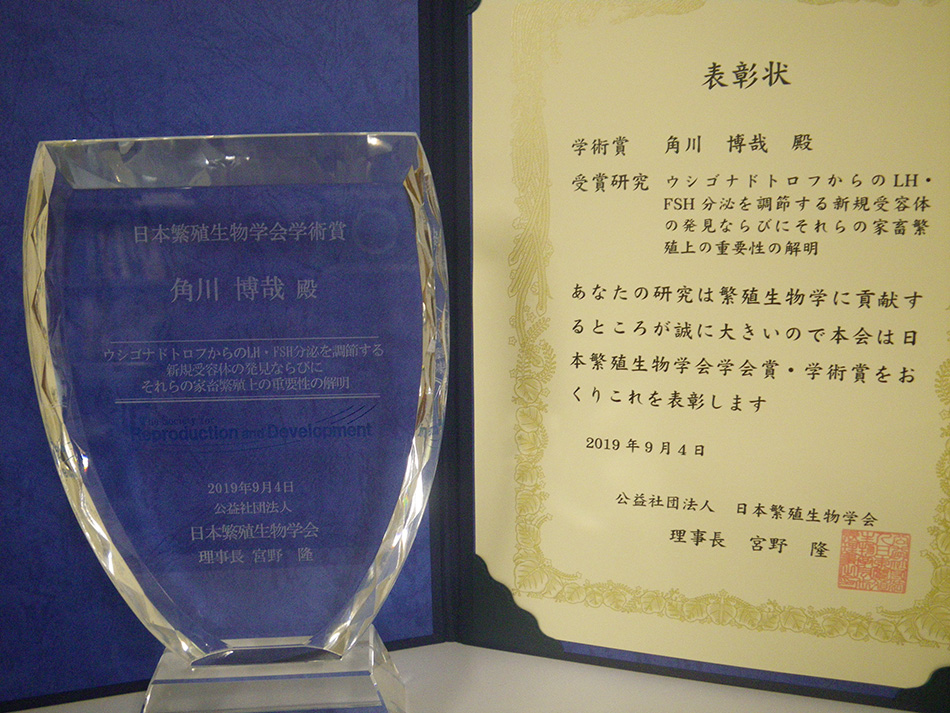 日本繁殖生物学会学術賞
角川 博哉 殿
ウシゴナドトロフからのLH・FSH分泌を調節する
新規受容体の発見ならびに
それらの家畜繁殖上の重要性の解明
The Society for
Reproduction and Development
2019年9月4日
公益社団法人
日本繁殖生物学会
理事長 宮野 隆
表彰状
学術賞 角川 博哉 殿
受賞研究 ウシゴナドトロフからのLH・
FSH分泌を調節する新規受容体
の発見ならびにそれらの家畜繁
殖上の重要性の解明
あなたの研究は繁殖生物学に貢献す
るところが誠に大きいので本会は日
本繁殖生物学会学会賞・学術賞をお
くりこれを表彰します
2019年9月4日
公益社団法人 日本繁殖生物学会
理事長 宮野 隆